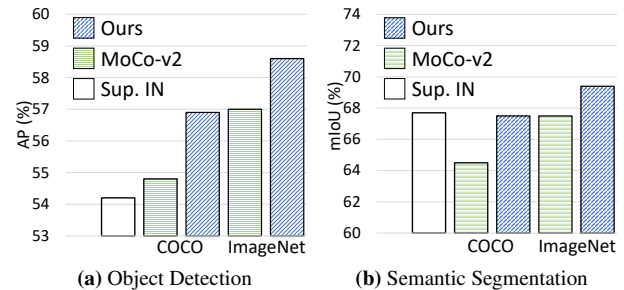 60
59
58
57
56
55
54
53
AP (%)
Ours
MoCo-v2
Sup. IN
COCO ImageNet
(a) Object Detection
74
72
70
68
66
64
62
60
mIoU (%)
Ours
MoCo-v2
Sup. IN
COCO ImageNet
(b) Semantic Segmentation